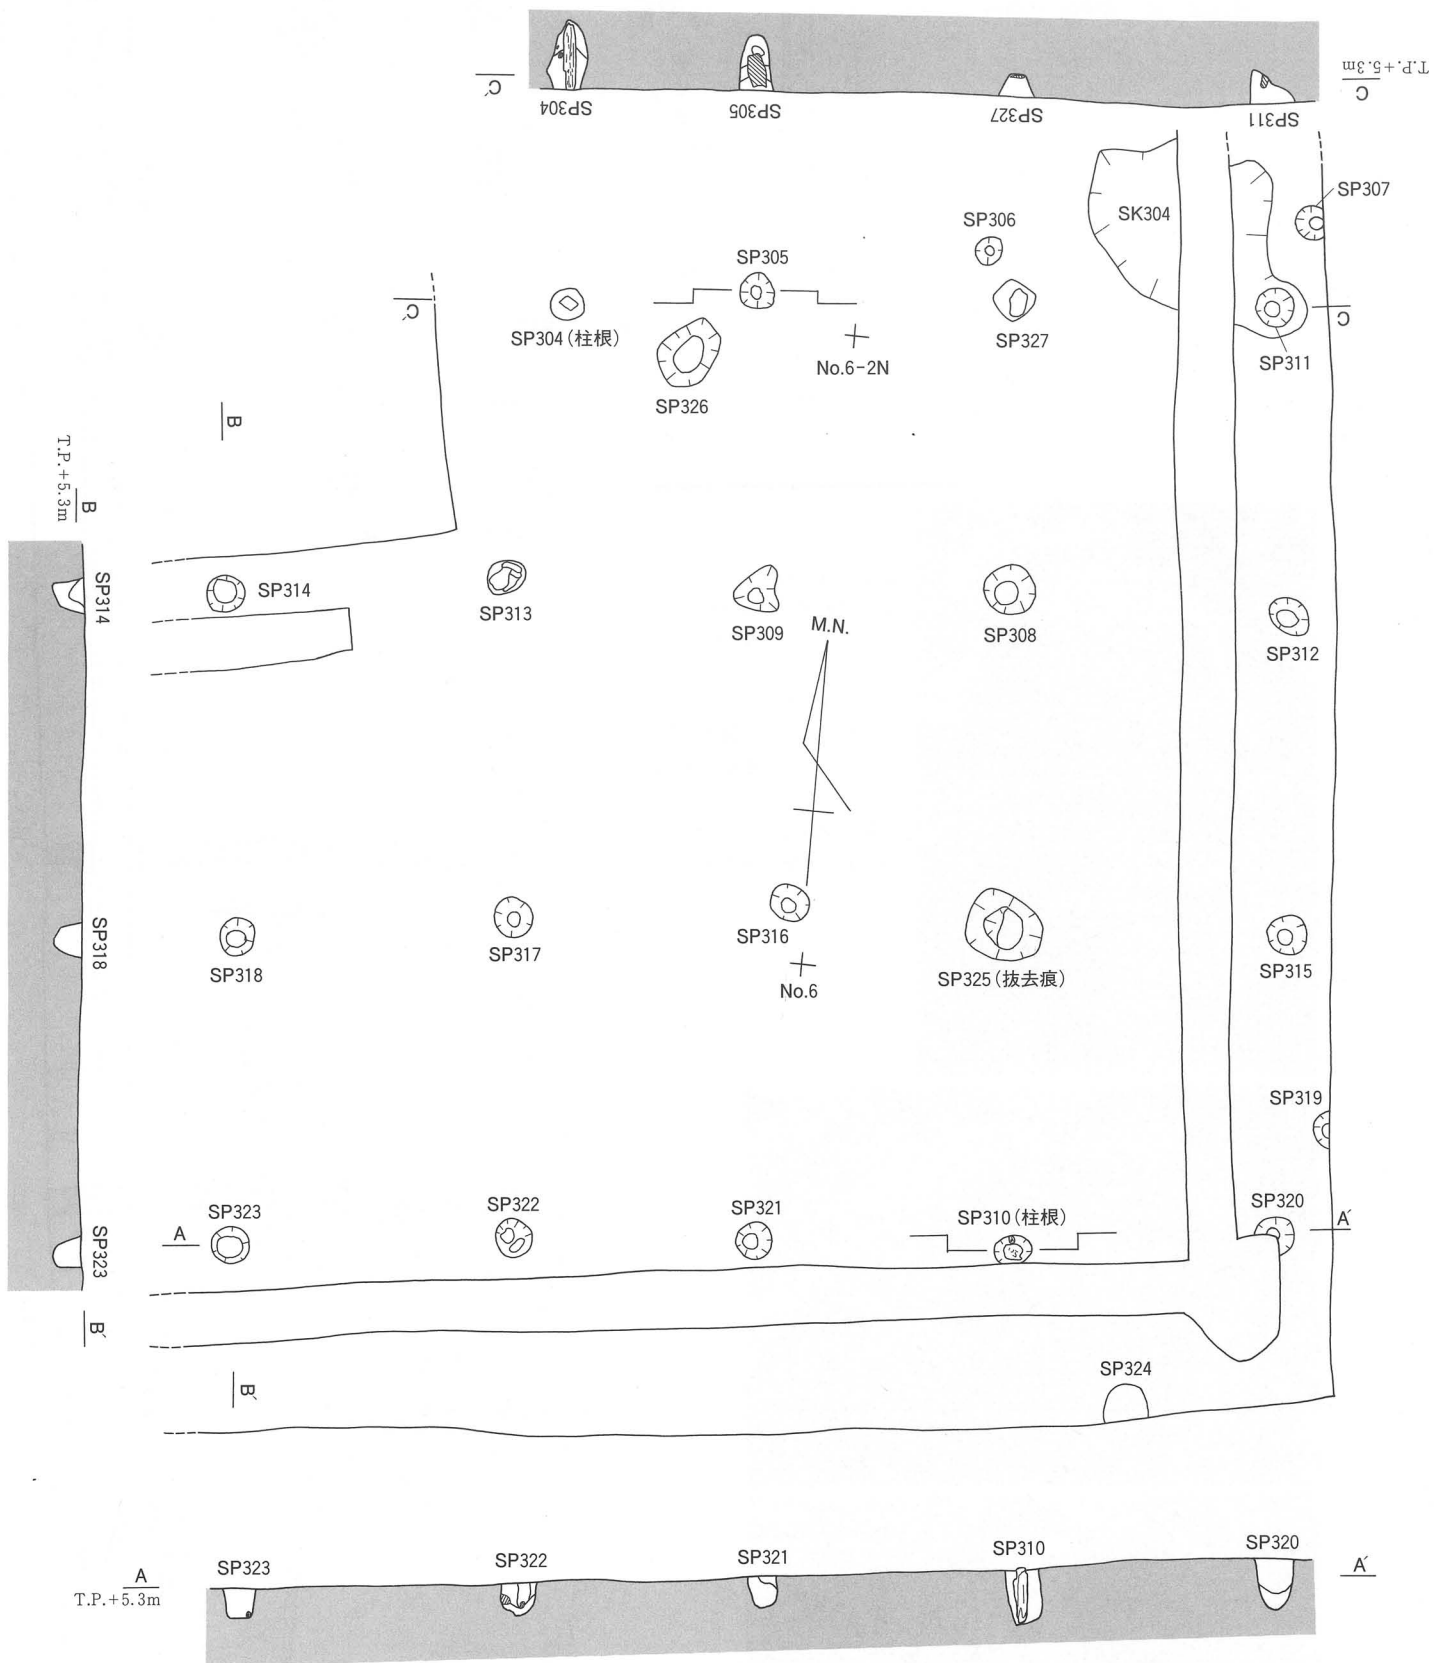 C′
SP304
SP305
SP327
SP311
T.P.+5.3m
C
SP307
SP306
SK304
SP305
C′
SP304(柱根)
No.6-2N
SP327
C
SP311
SP326
B
T.P.+5.3m
B
SP314
SP314
SP313
SP309
M.N.
SP308
SP312
SP318
SP318
SP317
SP316
No.6
SP325(抜去痕)
SP315
SP319
SP323
A
SP323
SP322
SP321
SP310(柱根)
SP320
A′
B′
B′
SP324
A
T.P.+5.3m
SP323
SP322
SP321
SP310
SP320
A′